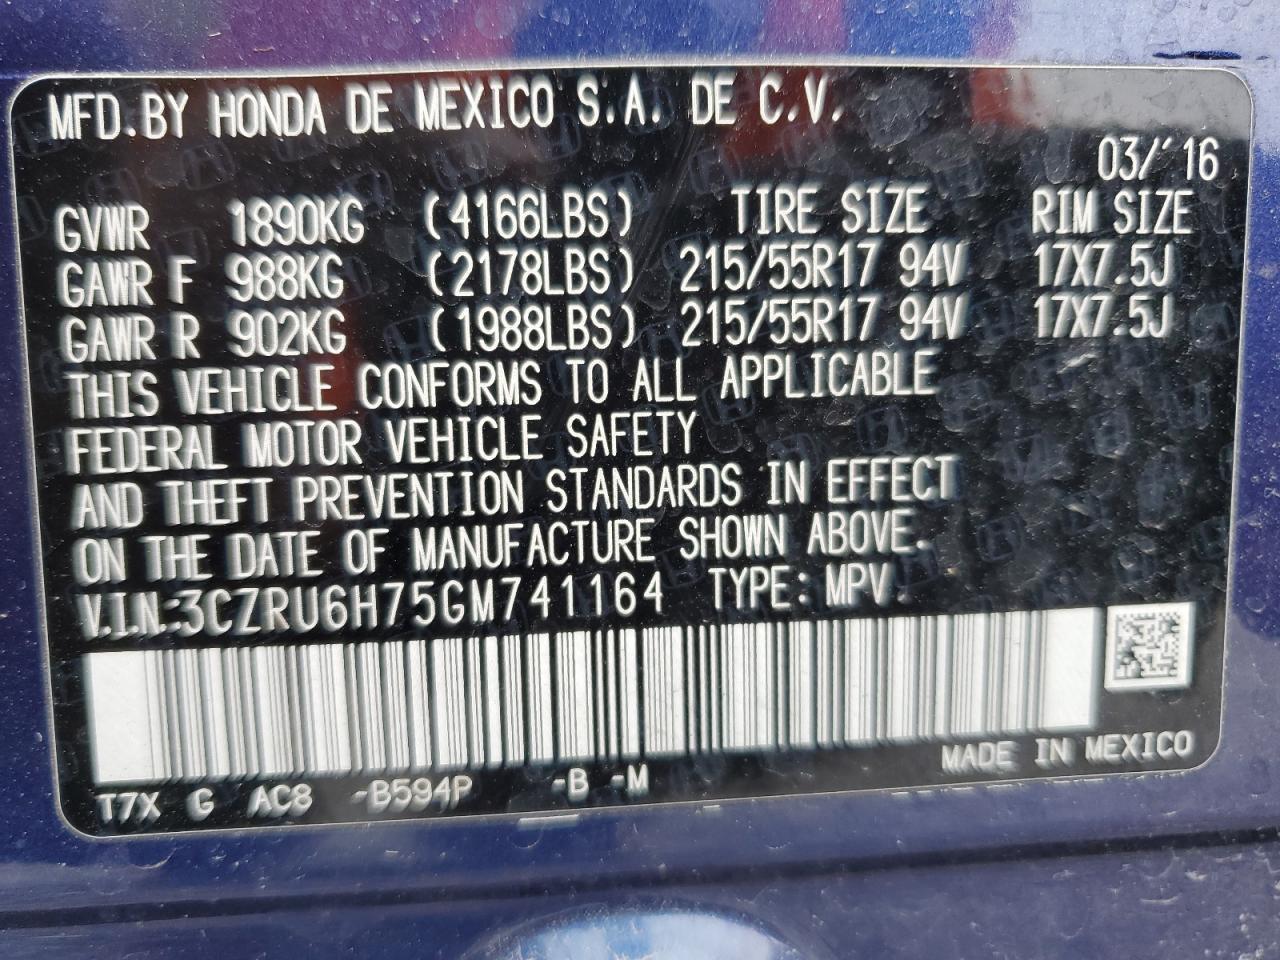 MFD.BY HONDA DE MEXICO S.A. DE C.V.
03/'16
GVWR 1890KG (4166LBS) TIRE SIZE RIM SIZE
GAWR F 988KG (2178LBS) 215/55R17 94V 17X7.5J
GAWR R 902KG (1988LBS) 215/55R17 94V 17X7.5J
THIS VEHICLE CONFORMS TO ALL APPLICABLE
FEDERAL MOTOR VEHICLE SAFETY
AND THEFT PREVENTION STANDARDS IN EFFECT
ON THE DATE OF MANUFACTURE SHOWN ABOVE.
V.I.N:3CZRU6H75GM741164 TYPE: MPV
MADE IN MEXICO
T7X G AC8 -B594P -B -M